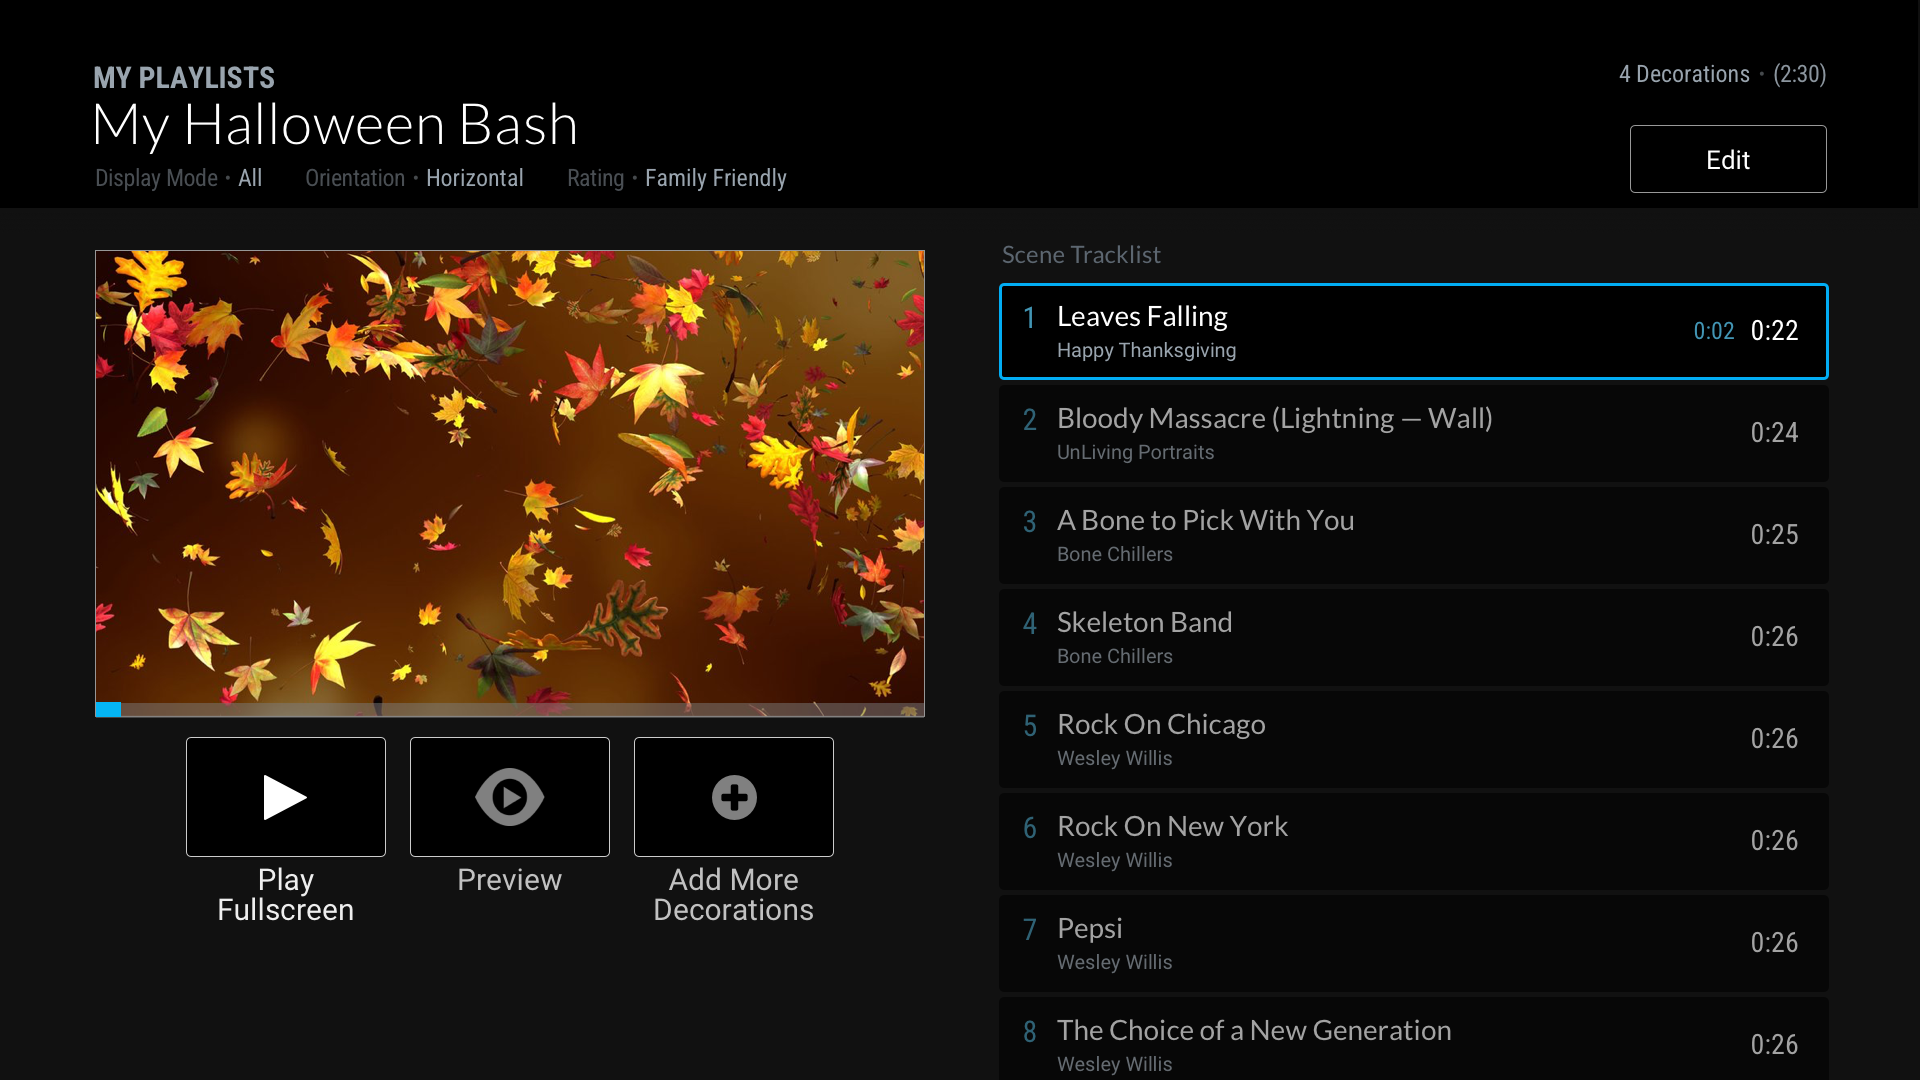 MY PLAYLISTS
My Halloween Bash
Display Mode · All Orientation · Horizontal Rating · Family Friendly
4 Decorations · (2:30)
Edit
Play
Fullscreen
Preview
Add More
Decorations
Scene Tracklist
1 Leaves Falling 0:02 0:22
Happy Thanksgiving
2 Bloody Massacre (Lightning — Wall) 0:24
UnLiving Portraits
3 A Bone to Pick With You 0:25
Bone Chillers
4 Skeleton Band 0:26
Bone Chillers
5 Rock On Chicago 0:26
Wesley Willis
6 Rock On New York 0:26
Wesley Willis
7 Pepsi 0:26
Wesley Willis
8 The Choice of a New Generation 0:26
Wesley Willis